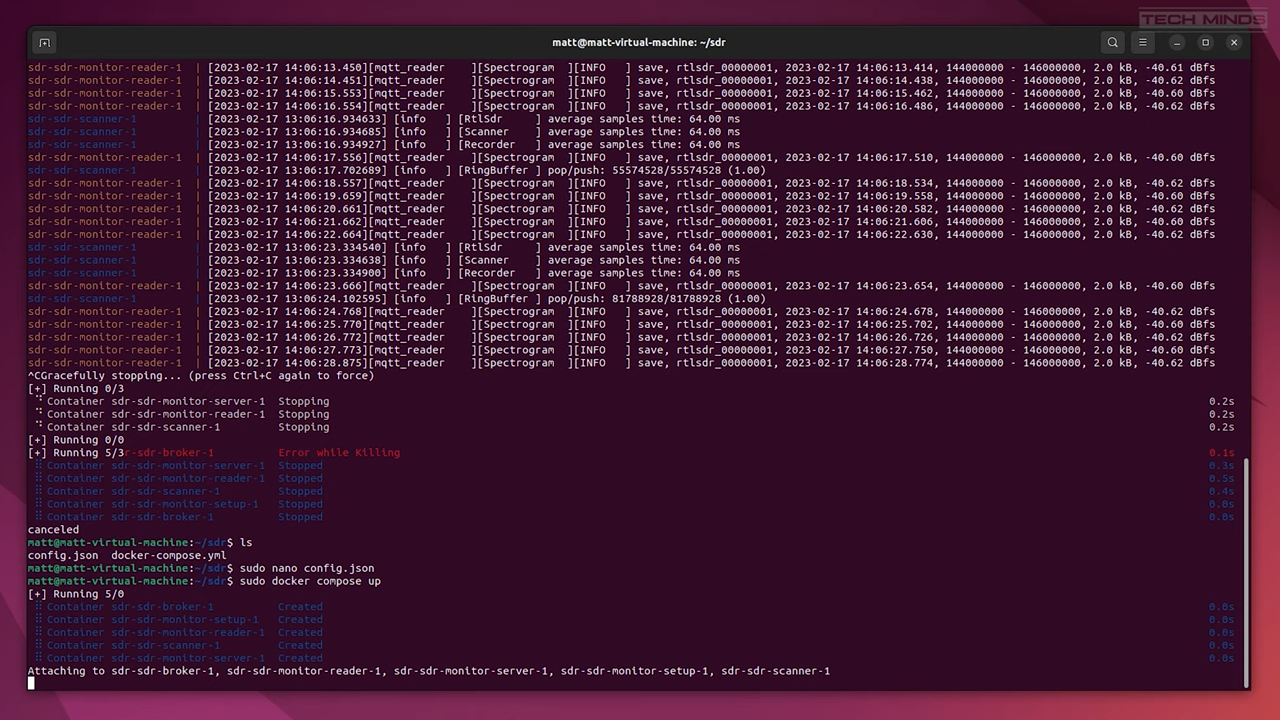 TECH MINDS
matt@matt-virtual-machine: ~/sdr
sdr-sdr-monitor-reader-1 | [2023-02-17 14:06:13.450][mqtt_reader ][Spectrogram ][INFO ] save, rtlsdr_00000001, 2023-02-17 14:06:13.414, 144000000 - 146000000, 2.0 kB, -40.61 dBfs
sdr-sdr-monitor-reader-1 | [2023-02-17 14:06:14.451][mqtt_reader ][Spectrogram ][INFO ] save, rtlsdr_00000001, 2023-02-17 14:06:14.438, 144000000 - 146000000, 2.0 kB, -40.62 dBfs
sdr-sdr-monitor-reader-1 | [2023-02-17 14:06:15.553][mqtt_reader ][Spectrogram ][INFO ] save, rtlsdr_00000001, 2023-02-17 14:06:15.462, 144000000 - 146000000, 2.0 kB, -40.60 dBfs
sdr-sdr-monitor-reader-1 | [2023-02-17 14:06:16.554][mqtt_reader ][Spectrogram ][INFO ] save, rtlsdr_00000001, 2023-02-17 14:06:16.486, 144000000 - 146000000, 2.0 kB, -40.62 dBfs
sdr-sdr-scanner-1 | [2023-02-17 13:06:16.934633] [info ] [RtlSdr ] average samples time: 64.00 ms
sdr-sdr-scanner-1 | [2023-02-17 13:06:16.934685] [info ] [Scanner ] average samples time: 64.00 ms
sdr-sdr-scanner-1 | [2023-02-17 13:06:16.934927] [info ] [Recorder ] average samples time: 64.00 ms
sdr-sdr-monitor-reader-1 | [2023-02-17 14:06:17.556][mqtt_reader ][Spectrogram ][INFO ] save, rtlsdr_00000001, 2023-02-17 14:06:17.510, 144000000 - 146000000, 2.0 kB, -40.60 dBfs
sdr-sdr-scanner-1 | [2023-02-17 13:06:17.702689] [info ] [RingBuffer ] pop/push: 55574528/55574528 (1.00)
sdr-sdr-monitor-reader-1 | [2023-02-17 14:06:18.557][mqtt_reader ][Spectrogram ][INFO ] save, rtlsdr_00000001, 2023-02-17 14:06:18.534, 144000000 - 146000000, 2.0 kB, -40.62 dBfs
sdr-sdr-monitor-reader-1 | [2023-02-17 14:06:19.659][mqtt_reader ][Spectrogram ][INFO ] save, rtlsdr_00000001, 2023-02-17 14:06:19.558, 144000000 - 146000000, 2.0 kB, -40.60 dBfs
sdr-sdr-monitor-reader-1 | [2023-02-17 14:06:20.661][mqtt_reader ][Spectrogram ][INFO ] save, rtlsdr_00000001, 2023-02-17 14:06:20.582, 144000000 - 146000000, 2.0 kB, -40.62 dBfs
sdr-sdr-monitor-reader-1 | [2023-02-17 14:06:21.662][mqtt_reader ][Spectrogram ][INFO ] save, rtlsdr_00000001, 2023-02-17 14:06:21.606, 144000000 - 146000000, 2.0 kB, -40.60 dBfs
sdr-sdr-monitor-reader-1 | [2023-02-17 14:06:22.664][mqtt_reader ][Spectrogram ][INFO ] save, rtlsdr_00000001, 2023-02-17 14:06:22.630, 144000000 - 146000000, 2.0 kB, -40.62 dBfs
sdr-sdr-scanner-1 | [2023-02-17 13:06:23.334540] [info ] [RtlSdr ] average samples time: 64.00 ms
sdr-sdr-scanner-1 | [2023-02-17 13:06:23.334638] [info ] [Scanner ] average samples time: 64.00 ms
sdr-sdr-scanner-1 | [2023-02-17 13:06:23.334900] [info ] [Recorder ] average samples time: 64.00 ms
sdr-sdr-monitor-reader-1 | [2023-02-17 14:06:23.666][mqtt_reader ][Spectrogram ][INFO ] save, rtlsdr_00000001, 2023-02-17 14:06:23.654, 144000000 - 146000000, 2.0 kB, -40.60 dBfs
sdr-sdr-scanner-1 | [2023-02-17 13:06:24.102595] [info ] [RingBuffer ] pop/push: 81788928/81788928 (1.00)
sdr-sdr-monitor-reader-1 | [2023-02-17 14:06:24.768][mqtt_reader ][Spectrogram ][INFO ] save, rtlsdr_00000001, 2023-02-17 14:06:24.678, 144000000 - 146000000, 2.0 kB, -40.62 dBfs
sdr-sdr-monitor-reader-1 | [2023-02-17 14:06:25.770][mqtt_reader ][Spectrogram ][INFO ] save, rtlsdr_00000001, 2023-02-17 14:06:25.702, 144000000 - 146000000, 2.0 kB, -40.60 dBfs
sdr-sdr-monitor-reader-1 | [2023-02-17 14:06:26.772][mqtt_reader ][Spectrogram ][INFO ] save, rtlsdr_00000001, 2023-02-17 14:06:26.726, 144000000 - 146000000, 2.0 kB, -40.62 dBfs
sdr-sdr-monitor-reader-1 | [2023-02-17 14:06:27.773][mqtt_reader ][Spectrogram ][INFO ] save, rtlsdr_00000001, 2023-02-17 14:06:27.750, 144000000 - 146000000, 2.0 kB, -40.60 dBfs
sdr-sdr-monitor-reader-1 | [2023-02-17 14:06:28.875][mqtt_reader ][Spectrogram ][INFO ] save, rtlsdr_00000001, 2023-02-17 14:06:28.774, 144000000 - 146000000, 2.0 kB, -40.62 dBfs
^CGracefully stopping... (press Ctrl+C again to force)
[+] Running 0/3
Container sdr-sdr-monitor-server-1 Stopping 0.2s
Container sdr-sdr-monitor-reader-1 Stopping 0.2s
Container sdr-sdr-scanner-1 Stopping 0.2s
[+] Running 0/0
[+] Running 5/3r-sdr-broker-1 Error while Killing 0.1s
Container sdr-sdr-monitor-server-1 Stopped 0.3s
Container sdr-sdr-monitor-reader-1 Stopped 0.5s
Container sdr-sdr-scanner-1 Stopped 0.4s
Container sdr-sdr-monitor-setup-1 Stopped 0.0s
Container sdr-sdr-broker-1 Stopped 0.0s
canceled
matt@matt-virtual-machine:~/sdr$ ls
config.json docker-compose.yml
matt@matt-virtual-machine:~/sdr$ sudo nano config.json
matt@matt-virtual-machine:~/sdr$ sudo docker compose up
[+] Running 5/0
Container sdr-sdr-broker-1 Created 0.0s
Container sdr-sdr-monitor-setup-1 Created 0.0s
Container sdr-sdr-monitor-reader-1 Created 0.0s
Container sdr-sdr-scanner-1 Created 0.0s
Container sdr-sdr-monitor-server-1 Created 0.0s
Attaching to sdr-sdr-broker-1, sdr-sdr-monitor-reader-1, sdr-sdr-monitor-server-1, sdr-sdr-monitor-setup-1, sdr-sdr-scanner-1